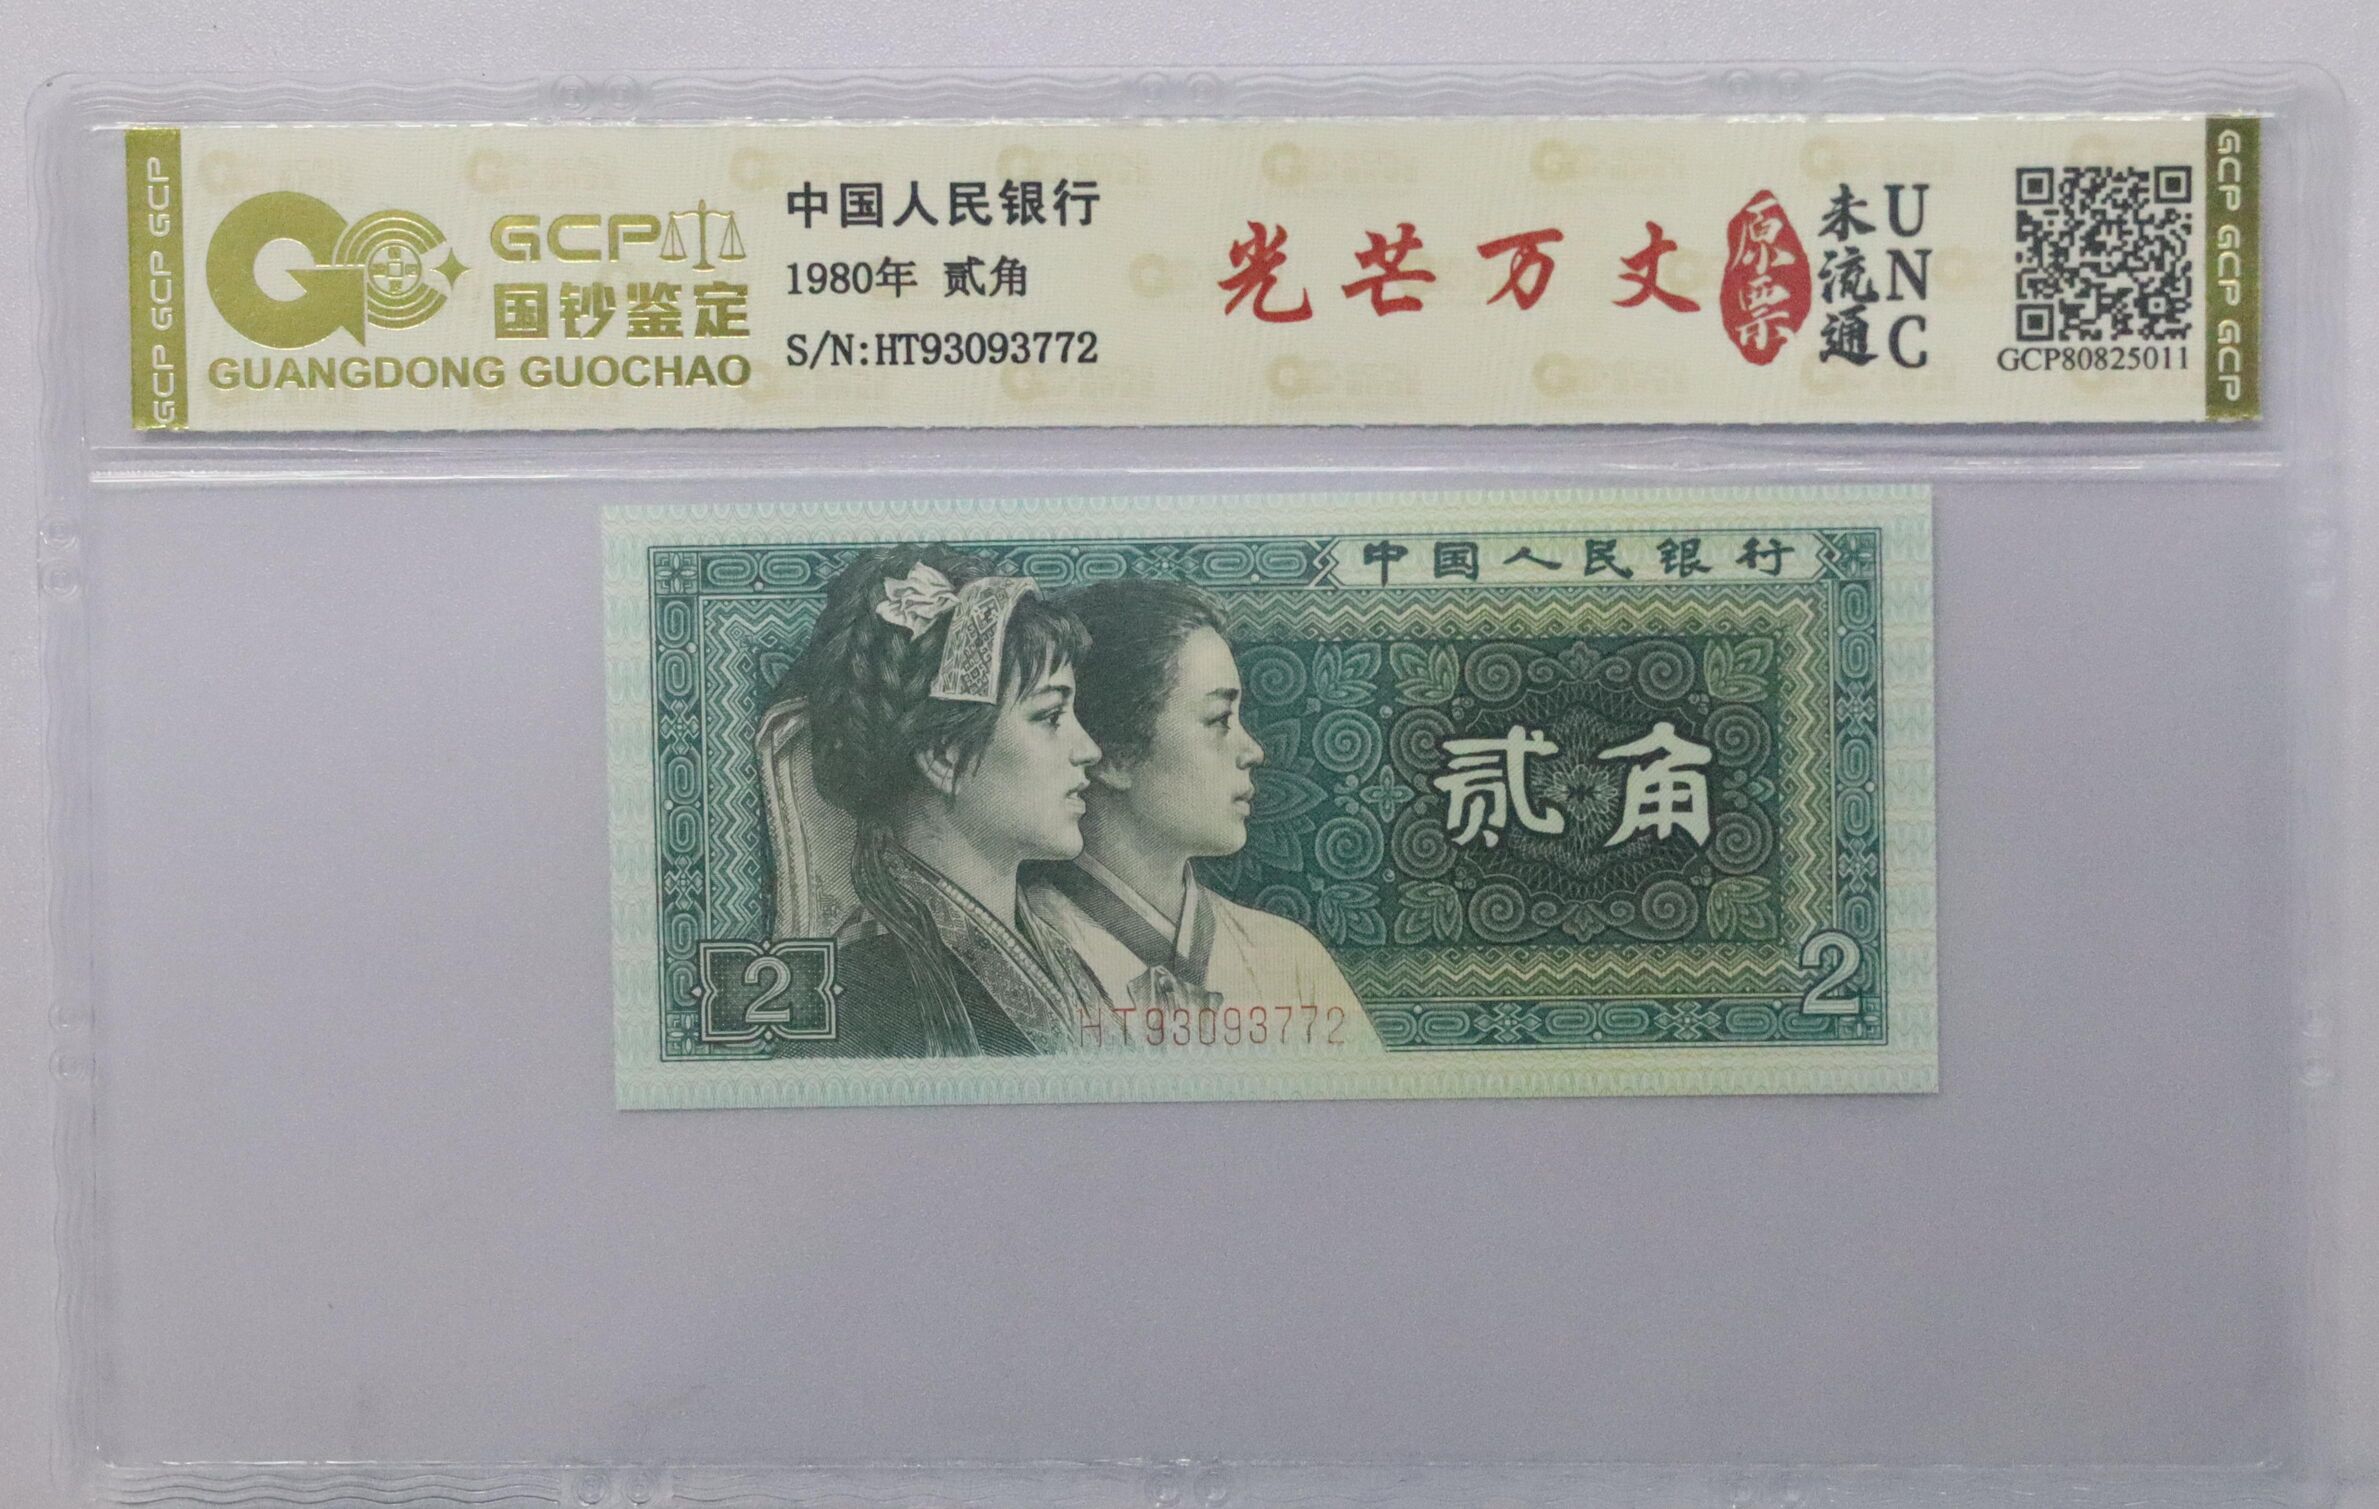 GCP GCP GCP
GCP
国钞鉴定
GUANGDONG GUOCHAO
中国人民银行
1980年 贰角
S/N:HT93093772
光芒万丈
原票
未流通
UNC
GCP80825011
GCP GCP GCP
中国人民银行
贰角
2
2
HT93093772